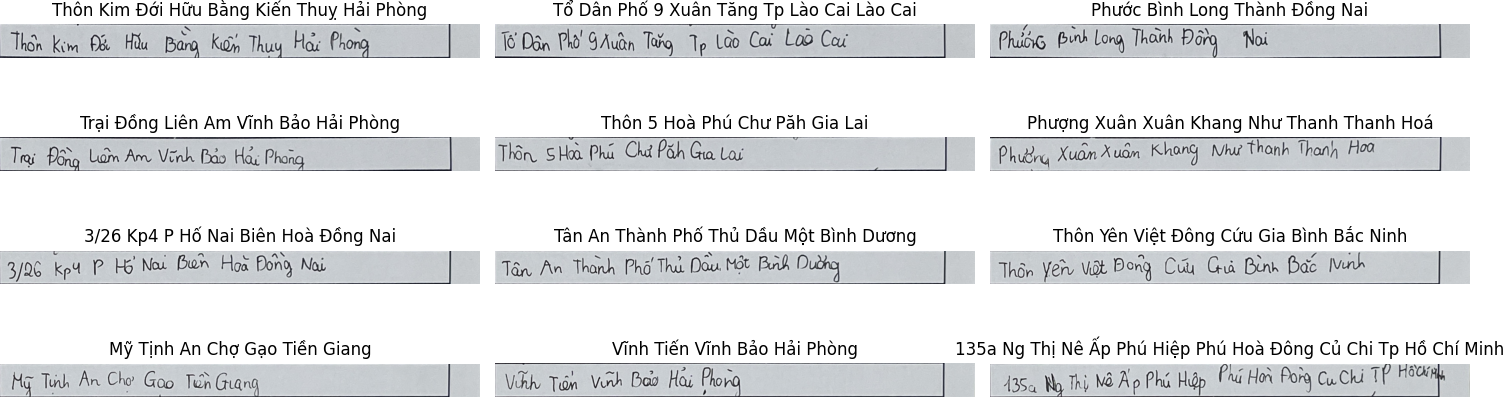 Thôn Kim Đới Hữu Bằng Kiến Thuỵ Hải Phòng
Tổ Dân Phố 9 Xuân Tăng Tp Lào Cai Lào Cai
Phước Bình Long Thành Đồng Nai
Thôn Kim Đới Hữu Bằng Kiến Thuỵ Hải Phòng
Tổ Dân Phố 9 Xuân Tăng Tp Lào Cai Lào Cai
Phước Bình Long Thành Đồng Nai
Trại Đồng Liên Am Vĩnh Bảo Hải Phòng
Thôn 5 Hoà Phú Chư Păh Gia Lai
Phượng Xuân Xuân Khang Như Thanh Thanh Hoá
Trại Đồng Liên Am Vĩnh Bảo Hải Phòng
Thôn 5 Hoà Phú Chư Păh Gia Lai
Phượng Xuân Xuân Khang Như Thanh Thanh Hoá
3/26 Kp4 P Hố Nai Biên Hoà Đồng Nai
Tân An Thành Phố Thủ Dầu Một Bình Dương
Thôn Yên Việt Đông Cứu Gia Bình Bắc Ninh
3/26 Kp4 P Hố Nai Biên Hoà Đồng Nai
Tân An Thành Phố Thủ Dầu Một Bình Dương
Thôn Yên Việt Đông Cứu Gia Bình Bắc Ninh
Mỹ Tịnh An Chợ Gạo Tiền Giang
Vĩnh Tiến Vĩnh Bảo Hải Phòng
135a Ng Thị Nê Ấp Phú Hiệp Phú Hoà Đông Củ Chi Tp Hồ Chí Minh
Mỹ Tịnh An Chợ Gạo Tiền Giang
Vĩnh Tiến Vĩnh Bảo Hải Phòng
135a Ng Thị Nê Ấp Phú Hiệp Phú Hoà Đông Củ Chi TP Hồ Chí Minh